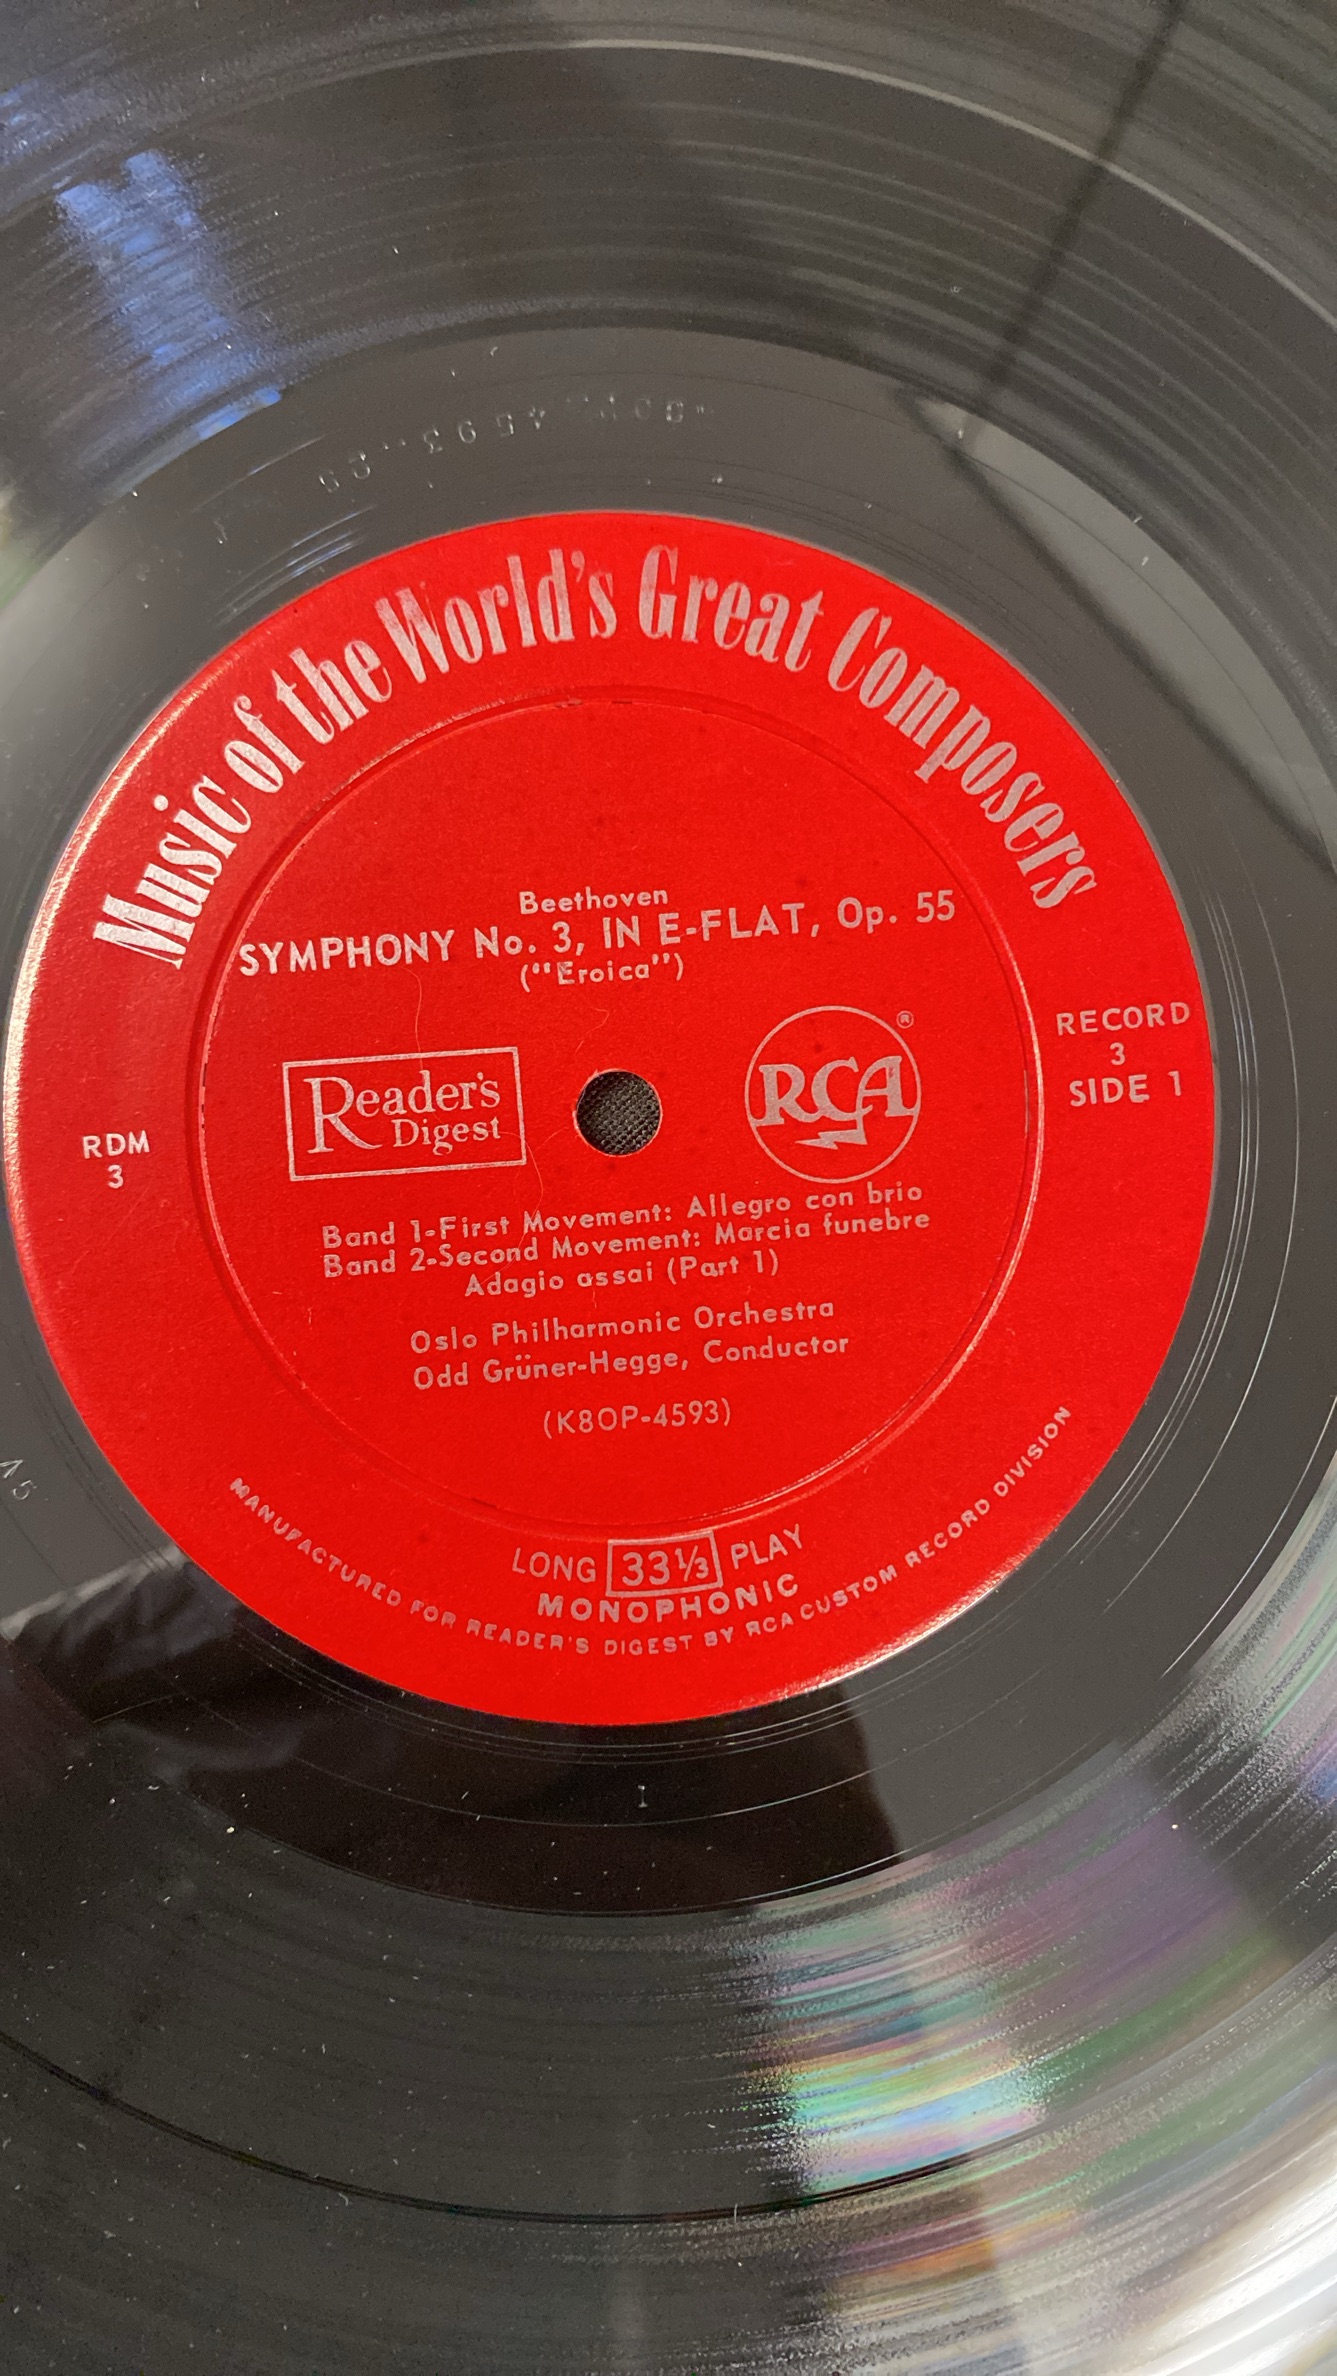 Music of the World's Great Composers
Beethoven
SYMPHONY No. 3, IN E-FLAT, Op. 55
("Eroica")
Reader's
Digest
RCA®
RECORD
3
SIDE 1
RDM
3
Band 1-First Movement: Allegro con brio
Band 2-Second Movement: Marcia funebre
Adagio assai (Part 1)
Oslo Philharmonic Orchestra
Odd Grüner-Hegge, Conductor
(K8OP-4593)
LONG 33⅓ PLAY
MONOPHONIC
MANUFACTURED FOR READER'S DIGEST BY RCA CUSTOM RECORD DIVISION
A5
I